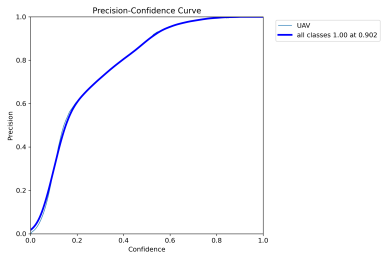 Precision-Confidence Curve
UAV
all classes 1.00 at 0.902
1.0
0.8
0.6
0.4
0.2
0.0
Precision
0.0 0.2 0.4 0.6 0.8 1.0
Confidence